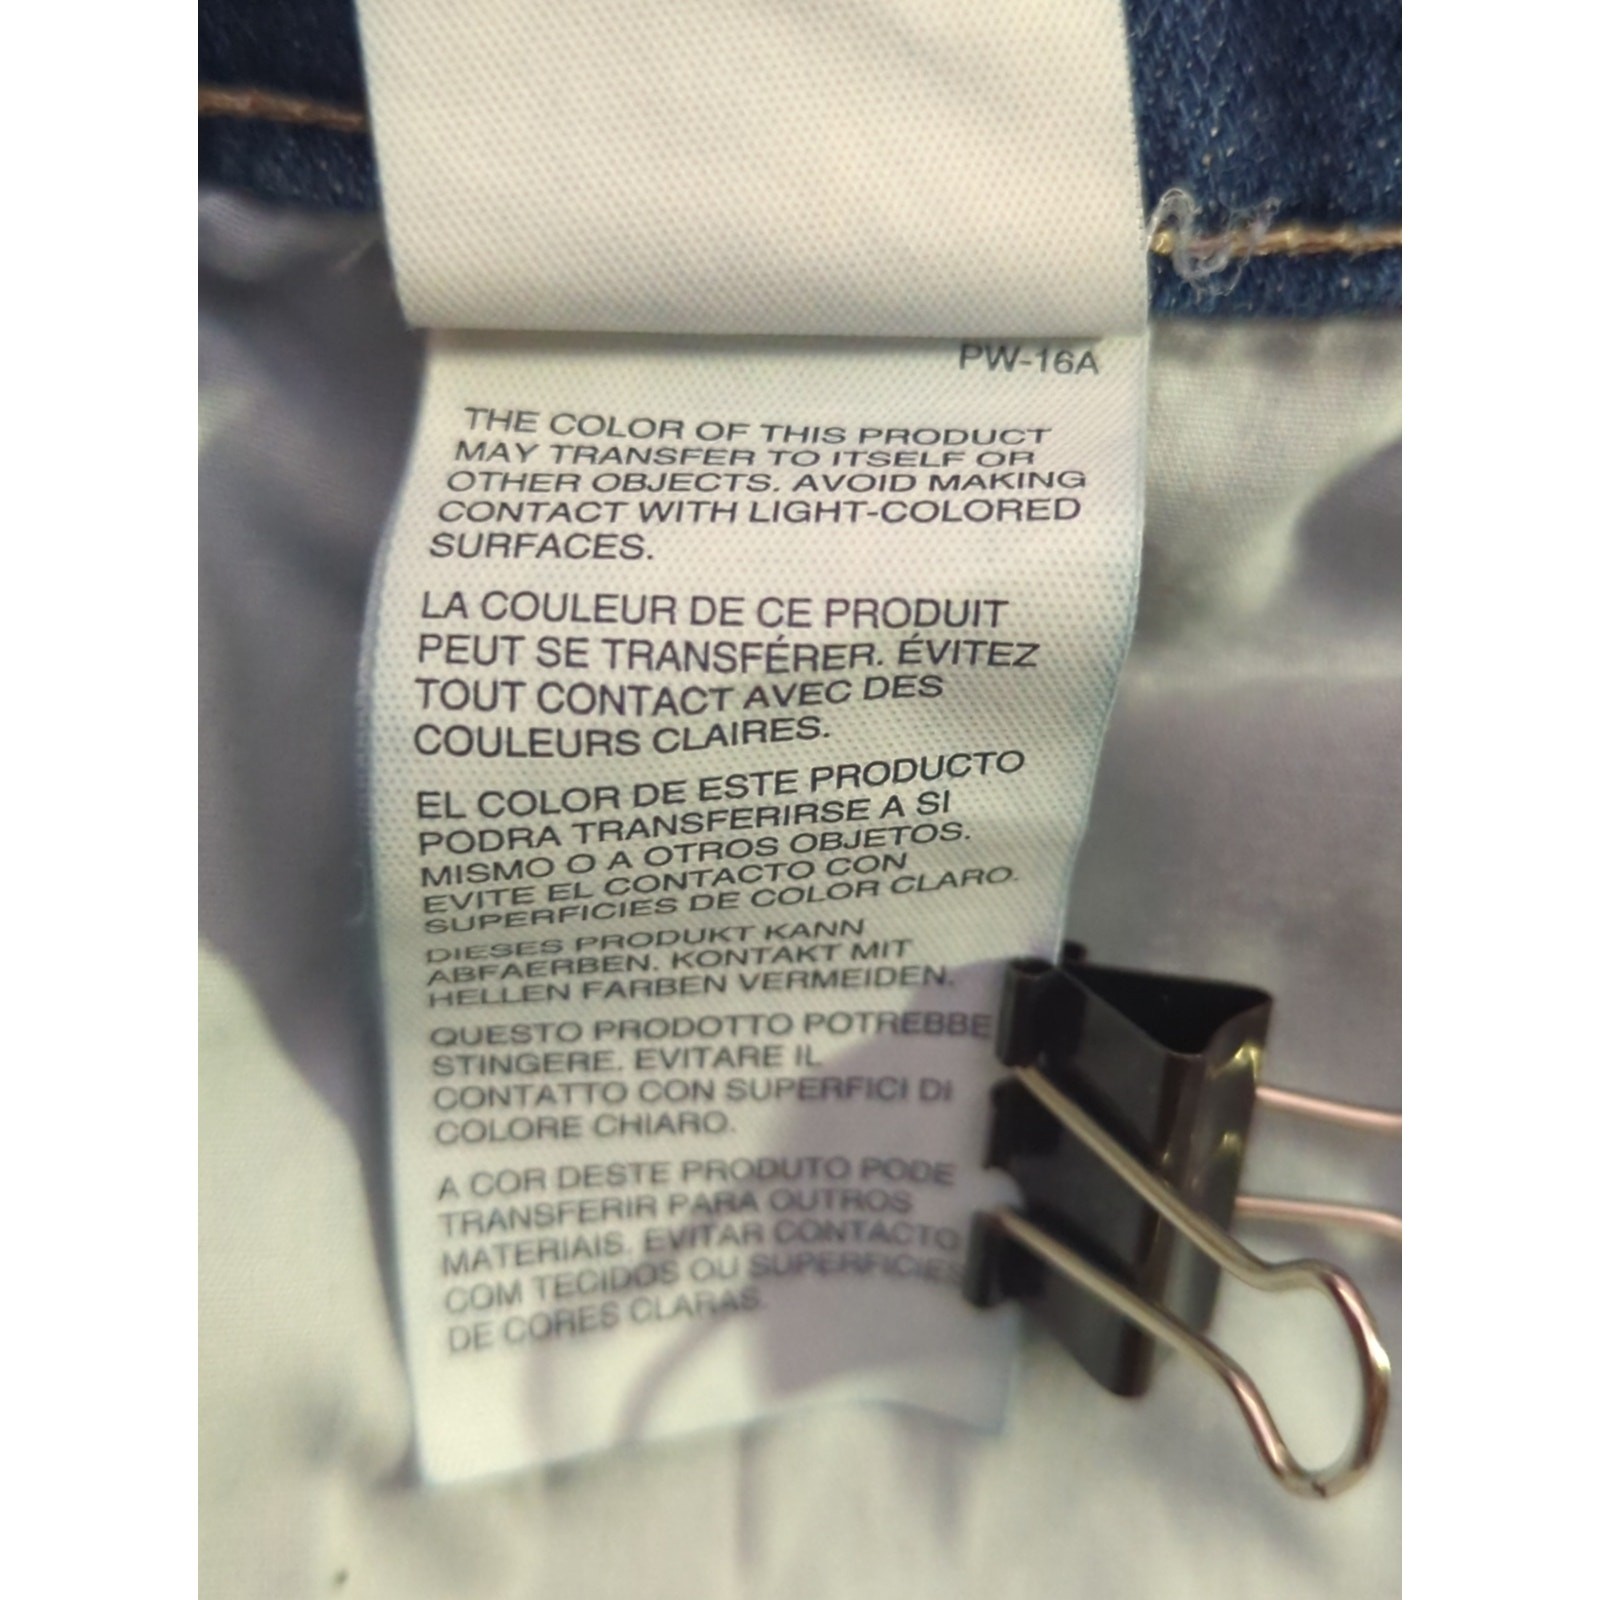 PW-16A
THE COLOR OF THIS PRODUCT
MAY TRANSFER TO ITSELF OR
OTHER OBJECTS. AVOID MAKING
CONTACT WITH LIGHT-COLORED
SURFACES.
LA COULEUR DE CE PRODUIT
PEUT SE TRANSFÉRER. ÉVITEZ
TOUT CONTACT AVEC DES
COULEURS CLAIRES.
EL COLOR DE ESTE PRODUCTO
PODRA TRANSFERIRSE A SI
MISMO O A OTROS OBJETOS.
EVITE EL CONTACTO CON
SUPERFICIES DE COLOR CLARO.
DIESES PRODUKT KANN
ABFAERBEN. KONTAKT MIT
HELLEN FARBEN VERMEIDEN.
QUESTO PRODOTTO POTREBBE
STINGERE. EVITARE IL
CONTATTO CON SUPERFICI DI
COLORE CHIARO.
A COR DESTE PRODUTO PODE
TRANSFERIR PARA OUTROS
MATERIAIS. EVITAR CONTACTO
COM TECIDOS OU SUPERFICIES
DE CORES CLARAS.